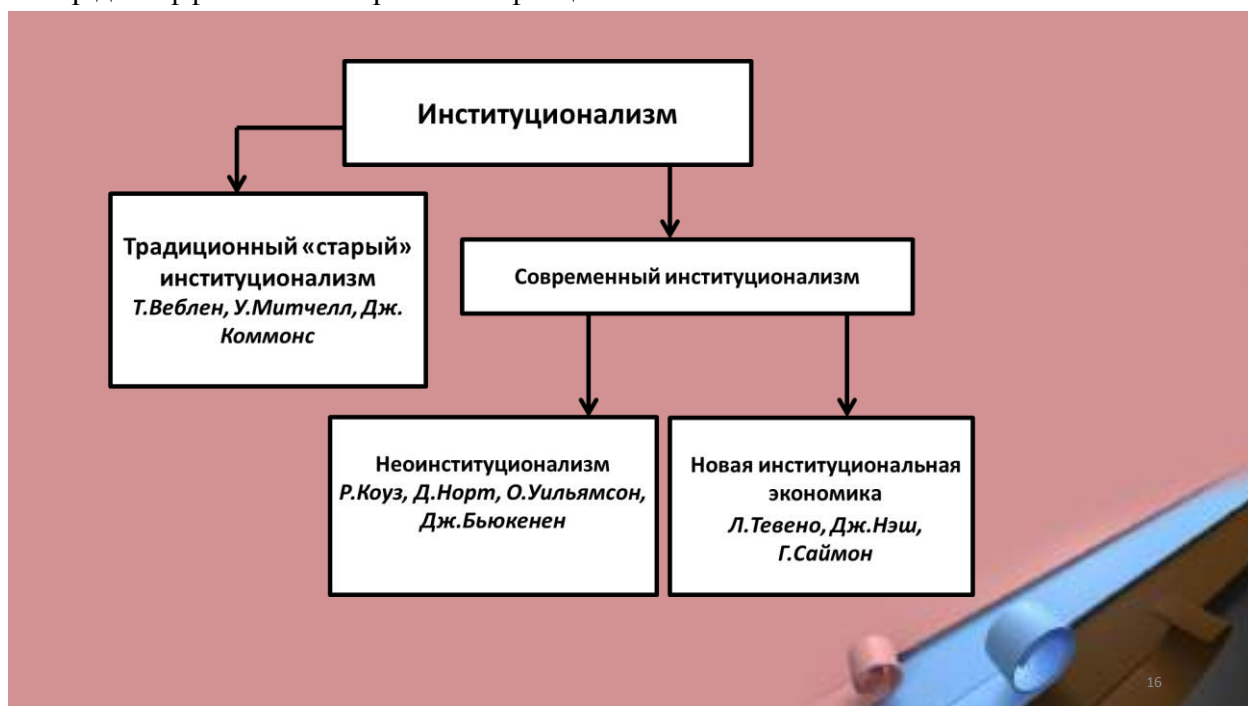 Институционализм
Традиционный «старый»
институционализм
Т.Веблен, У.Митчелл, Дж.
Коммонс
Современный институционализм
Неоинституционализм
Р.Коуз, Д.Норт, О.Уильямсон,
Дж.Бьюкенен
Новая институциональная
экономика
Л.Тевено, Дж.Нэш,
Г.Саймон
16